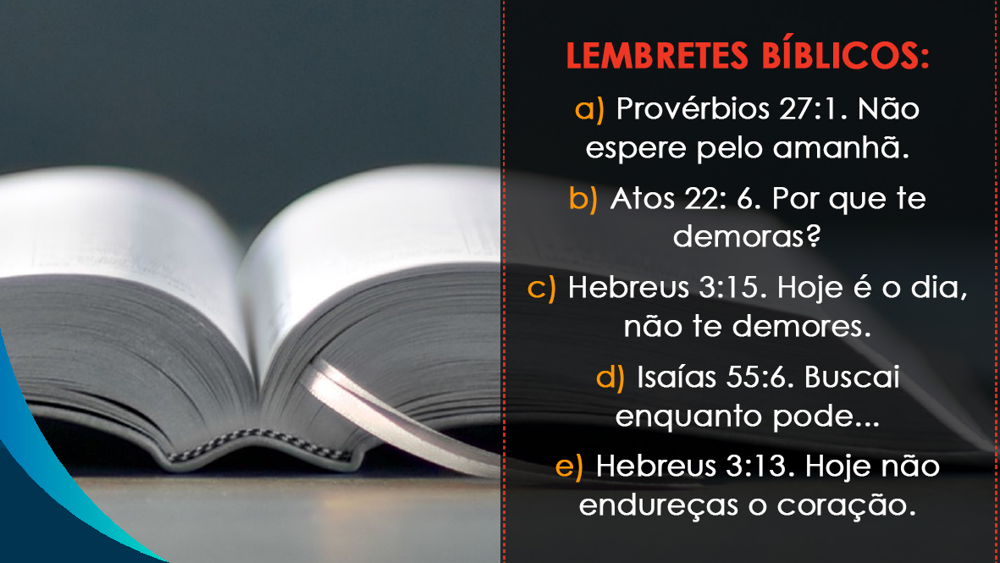 LEMBRETES BÍBLICOS:
a) Provérbios 27:1. Não
espere pelo amanhã.
b) Atos 22: 6. Por que te
demoras?
c) Hebreus 3:15. Hoje é o dia,
não te demores.
d) Isaías 55:6. Buscai
enquanto pode...
e) Hebreus 3:13. Hoje não
endureças o coração.